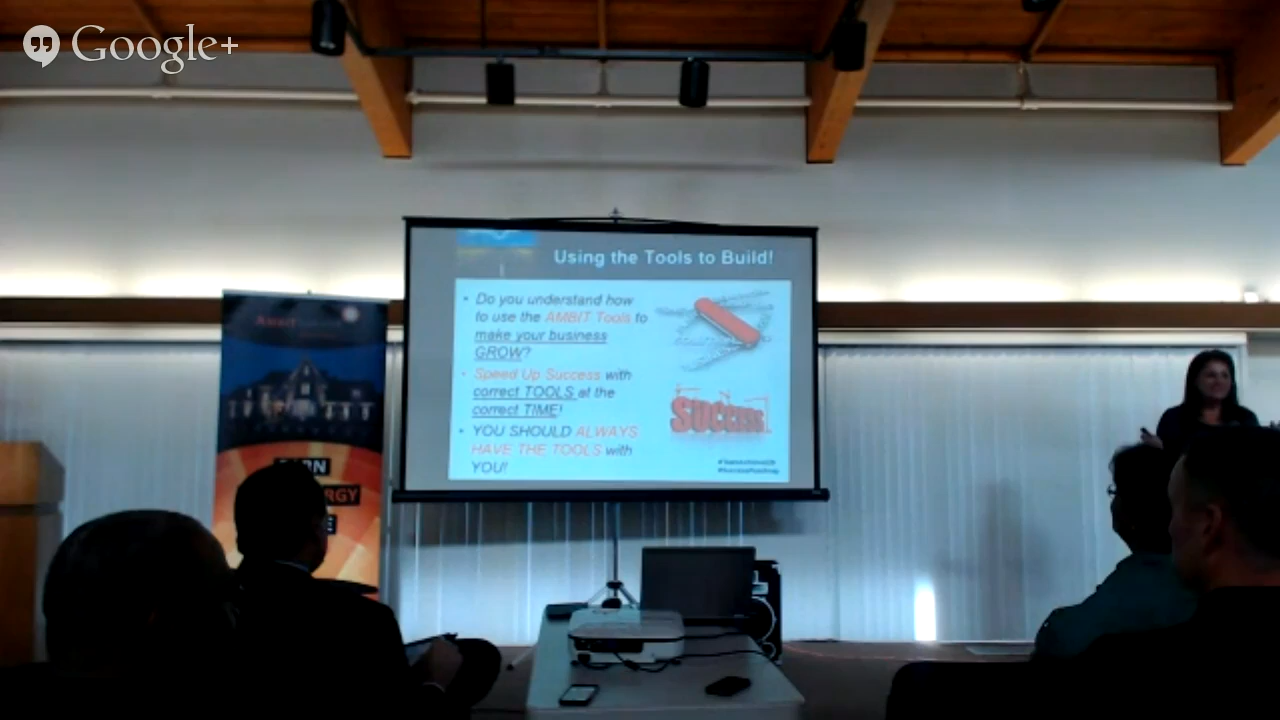 Google+
Using the Tools to Build!
• Do you understand how
to use the AMBIT Tools to
make your business
GROW?
• Speed Up Success with
correct TOOLS at the
correct TIME!
• YOU SHOULD ALWAYS
HAVE THE TOOLS with
YOU!
SUCCESS
AMBIT